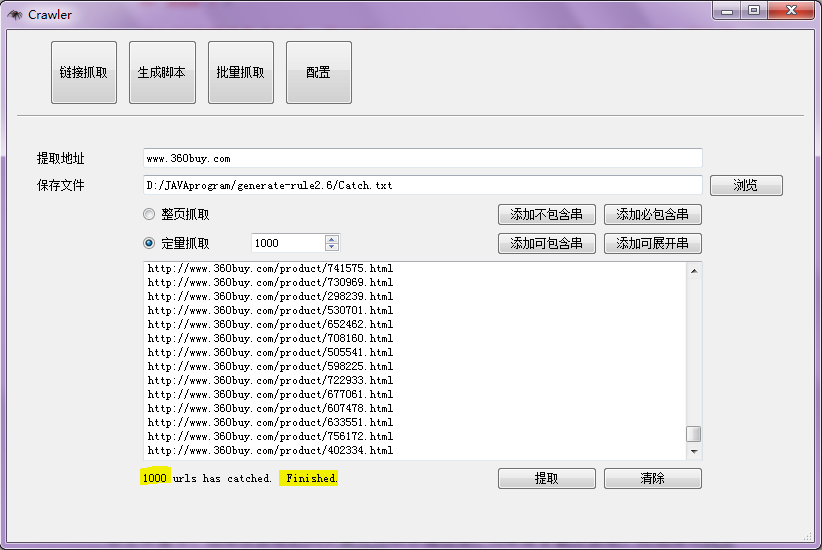 Crawler
链接抓取 生成脚本 批量抓取 配置
提取地址 www.360buy.com
保存文件 D:/JAVAprogram/generate-rule2.6/Catch.txt 浏览
整页抓取 添加不包含串 添加必包含串
定量抓取 1000 添加可包含串 添加可展开串
http://www.360buy.com/product/741575.html
http://www.360buy.com/product/730969.html
http://www.360buy.com/product/298239.html
http://www.360buy.com/product/530701.html
http://www.360buy.com/product/652462.html
http://www.360buy.com/product/708160.html
http://www.360buy.com/product/505541.html
http://www.360buy.com/product/598225.html
http://www.360buy.com/product/722933.html
http://www.360buy.com/product/677061.html
http://www.360buy.com/product/607478.html
http://www.360buy.com/product/633551.html
http://www.360buy.com/product/756172.html
http://www.360buy.com/product/402334.html
1000 urls has catched. Finished. 提取 清除